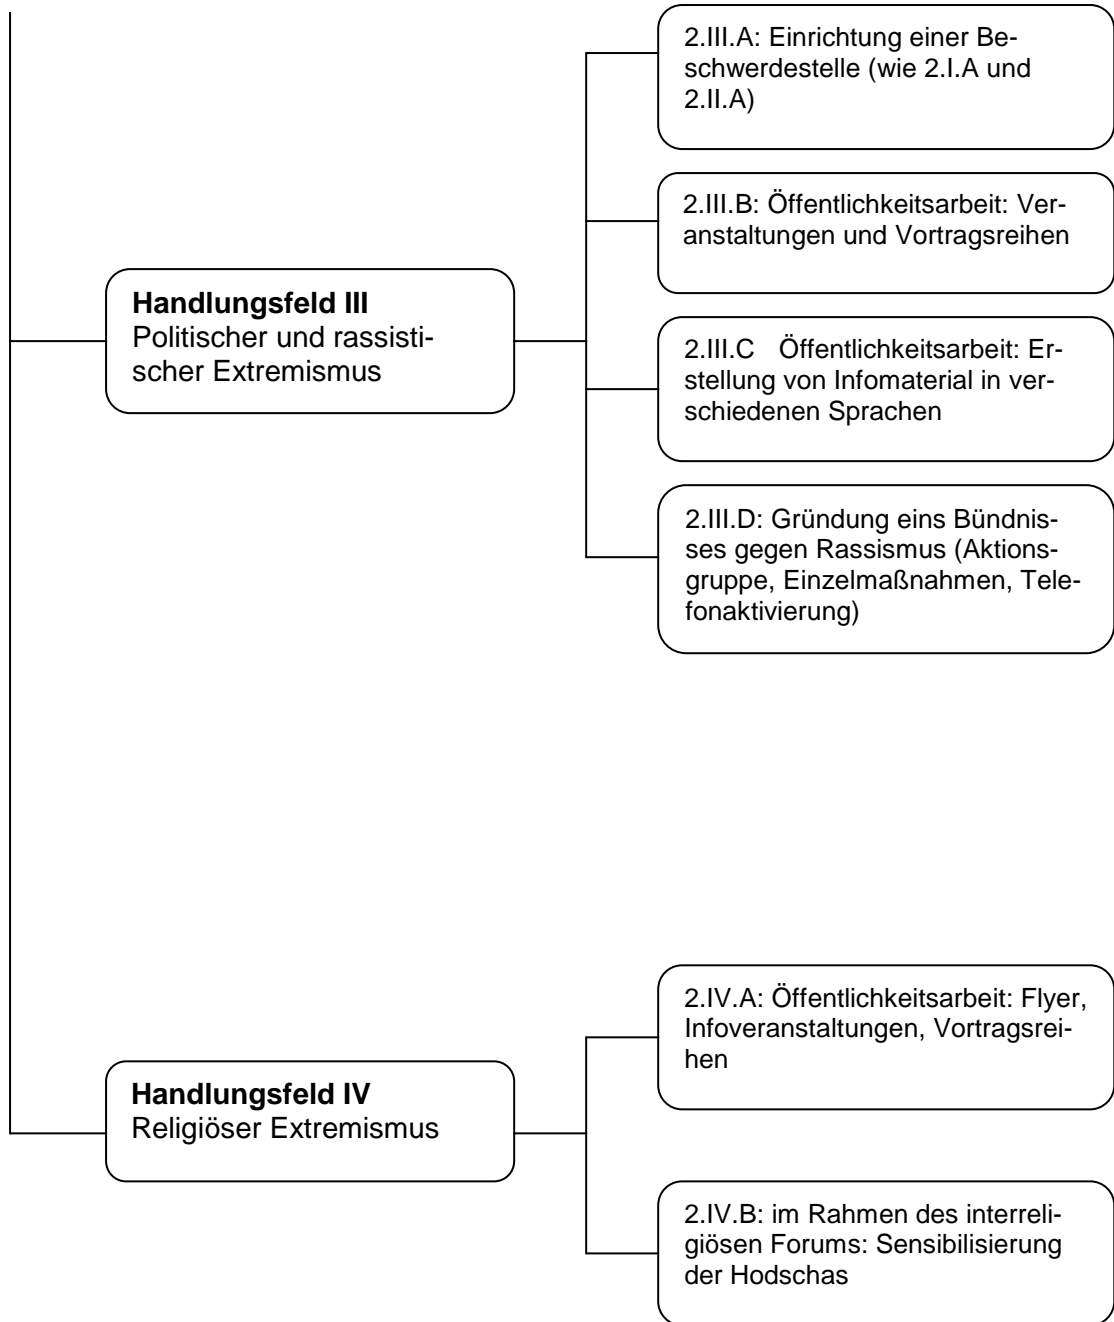 2.III.A: Einrichtung einer Be-
schwerdestelle (wie 2.I.A und
2.II.A)
2.III.B: Öffentlichkeitsarbeit: Ver-
anstaltungen und Vortragsreihen
Handlungsfeld III
Politischer und rassisti-
scher Extremismus
2.III.C Öffentlichkeitsarbeit: Er-
stellung von Infomaterial in ver-
schiedenen Sprachen
2.III.D: Gründung eins Bündnis-
ses gegen Rassismus (Aktions-
gruppe, Einzelmaßnahmen, Tele-
fonaktivierung)
2.IV.A: Öffentlichkeitsarbeit: Flyer,
Infoveranstaltungen, Vortragsrei-
hen
Handlungsfeld IV
Religiöser Extremismus
2.IV.B: im Rahmen des interreli-
giösen Forums: Sensibilisierung
der Hodschas